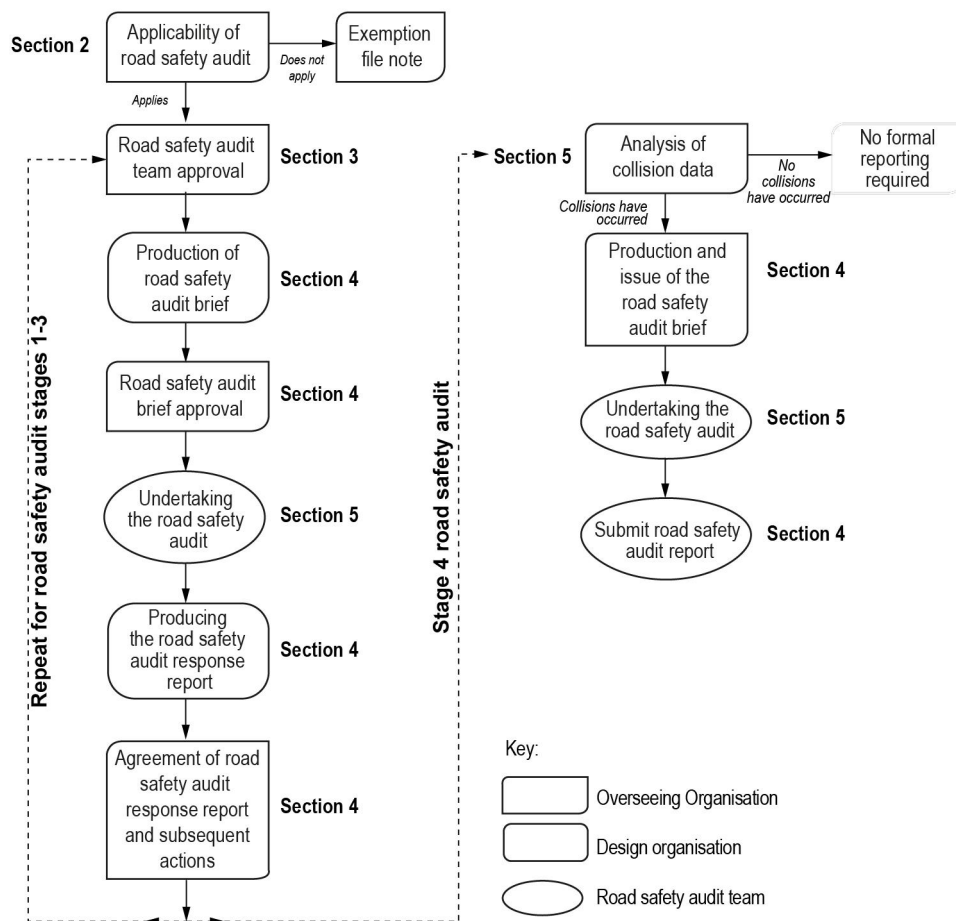 Section 2
Applicability of
road safety audit
Does not
apply
Exemption
file note
Applies
Road safety audit
team approval
Section 3
Production of
road safety
audit brief
Section 4
Road safety audit
brief approval
Section 4
Undertaking
the road safety
audit
Section 5
Producing
the road safety
audit response
report
Section 4
Agreement of road
safety audit
response report
and subsequent
actions
Section 4
Repeat for road safety audit stages 1-3
Stage 4 road safety audit
Section 5
Analysis of
collision data
No
collisions
have occurred
No formal
reporting
required
Collisions have
occurred
Production and
issue of the
road safety
audit brief
Section 4
Undertaking the
road safety audit
Section 5
Submit road safety
audit report
Section 4
Key:
Overseeing Organisation
Design organisation
Road safety audit team